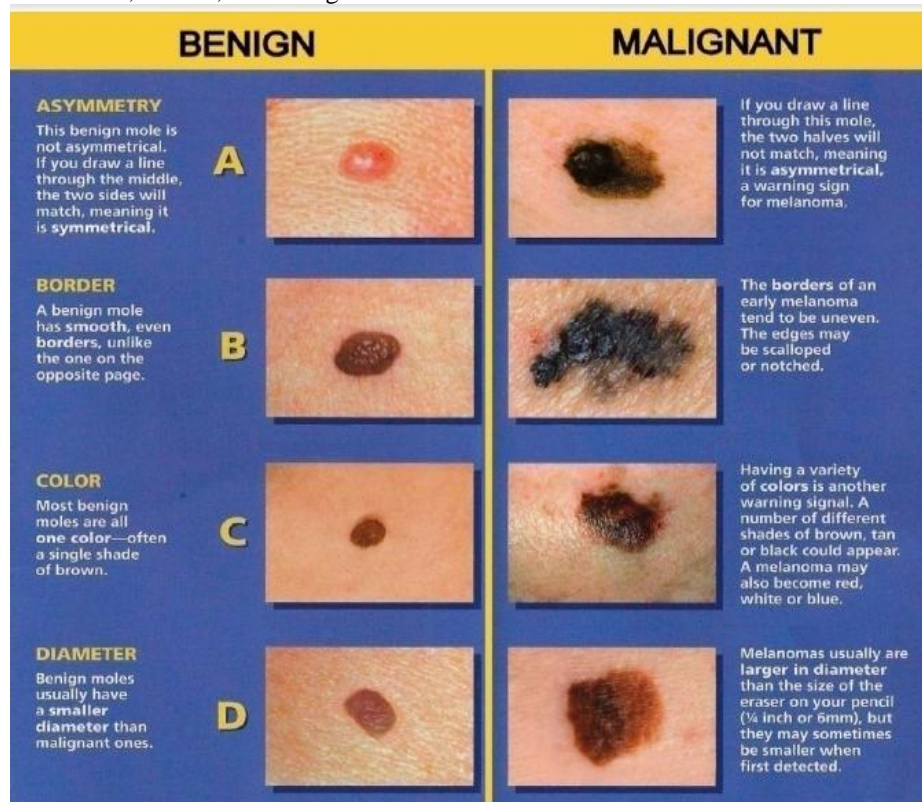 BENIGN
MALIGNANT
ASYMMETRY
This benign mole is
not asymmetrical.
If you draw a line
through the middle,
the two sides will
match, meaning it
is symmetrical.
A
If you draw a line
through this mole,
the two halves will
not match, meaning
it is asymmetrical,
a warning sign
for melanoma.
BORDER
A benign mole
has smooth, even
borders, unlike
the one on the
opposite page.
B
The borders of an
early melanoma
tend to be uneven.
The edges may
be scalloped
or notched.
COLOR
Most benign
moles are all
one color—often
a single shade
of brown.
C
Having a variety
of colors is another
warning signal. A
number of different
shades of brown, tan
or black could appear.
A melanoma may
also become red,
white or blue.
DIAMETER
Benign moles
usually have
a smaller
diameter than
malignant ones.
D
Melanomas usually are
larger in diameter
than the size of the
eraser on your pencil
(¼ inch or 6mm), but
they may sometimes
be smaller when
first detected.